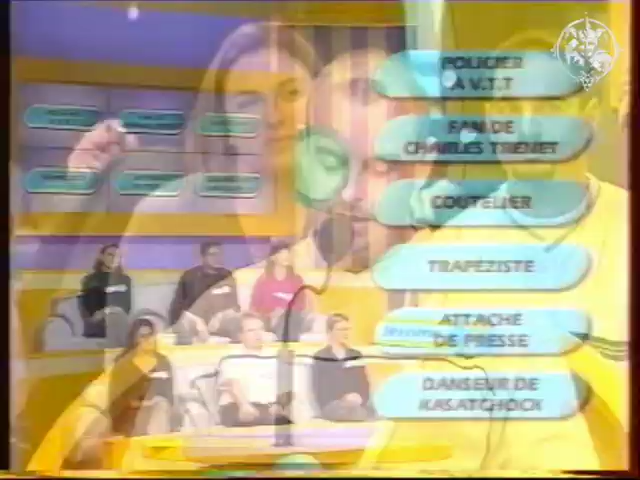 POLICIER
A V.T.T
FAN DE
CHARLES TRENET
COUTELIER
TRAPÉZISTE
ATTACHÉ
DE PRESSE
DANSEUR DE
KASATCHOCK